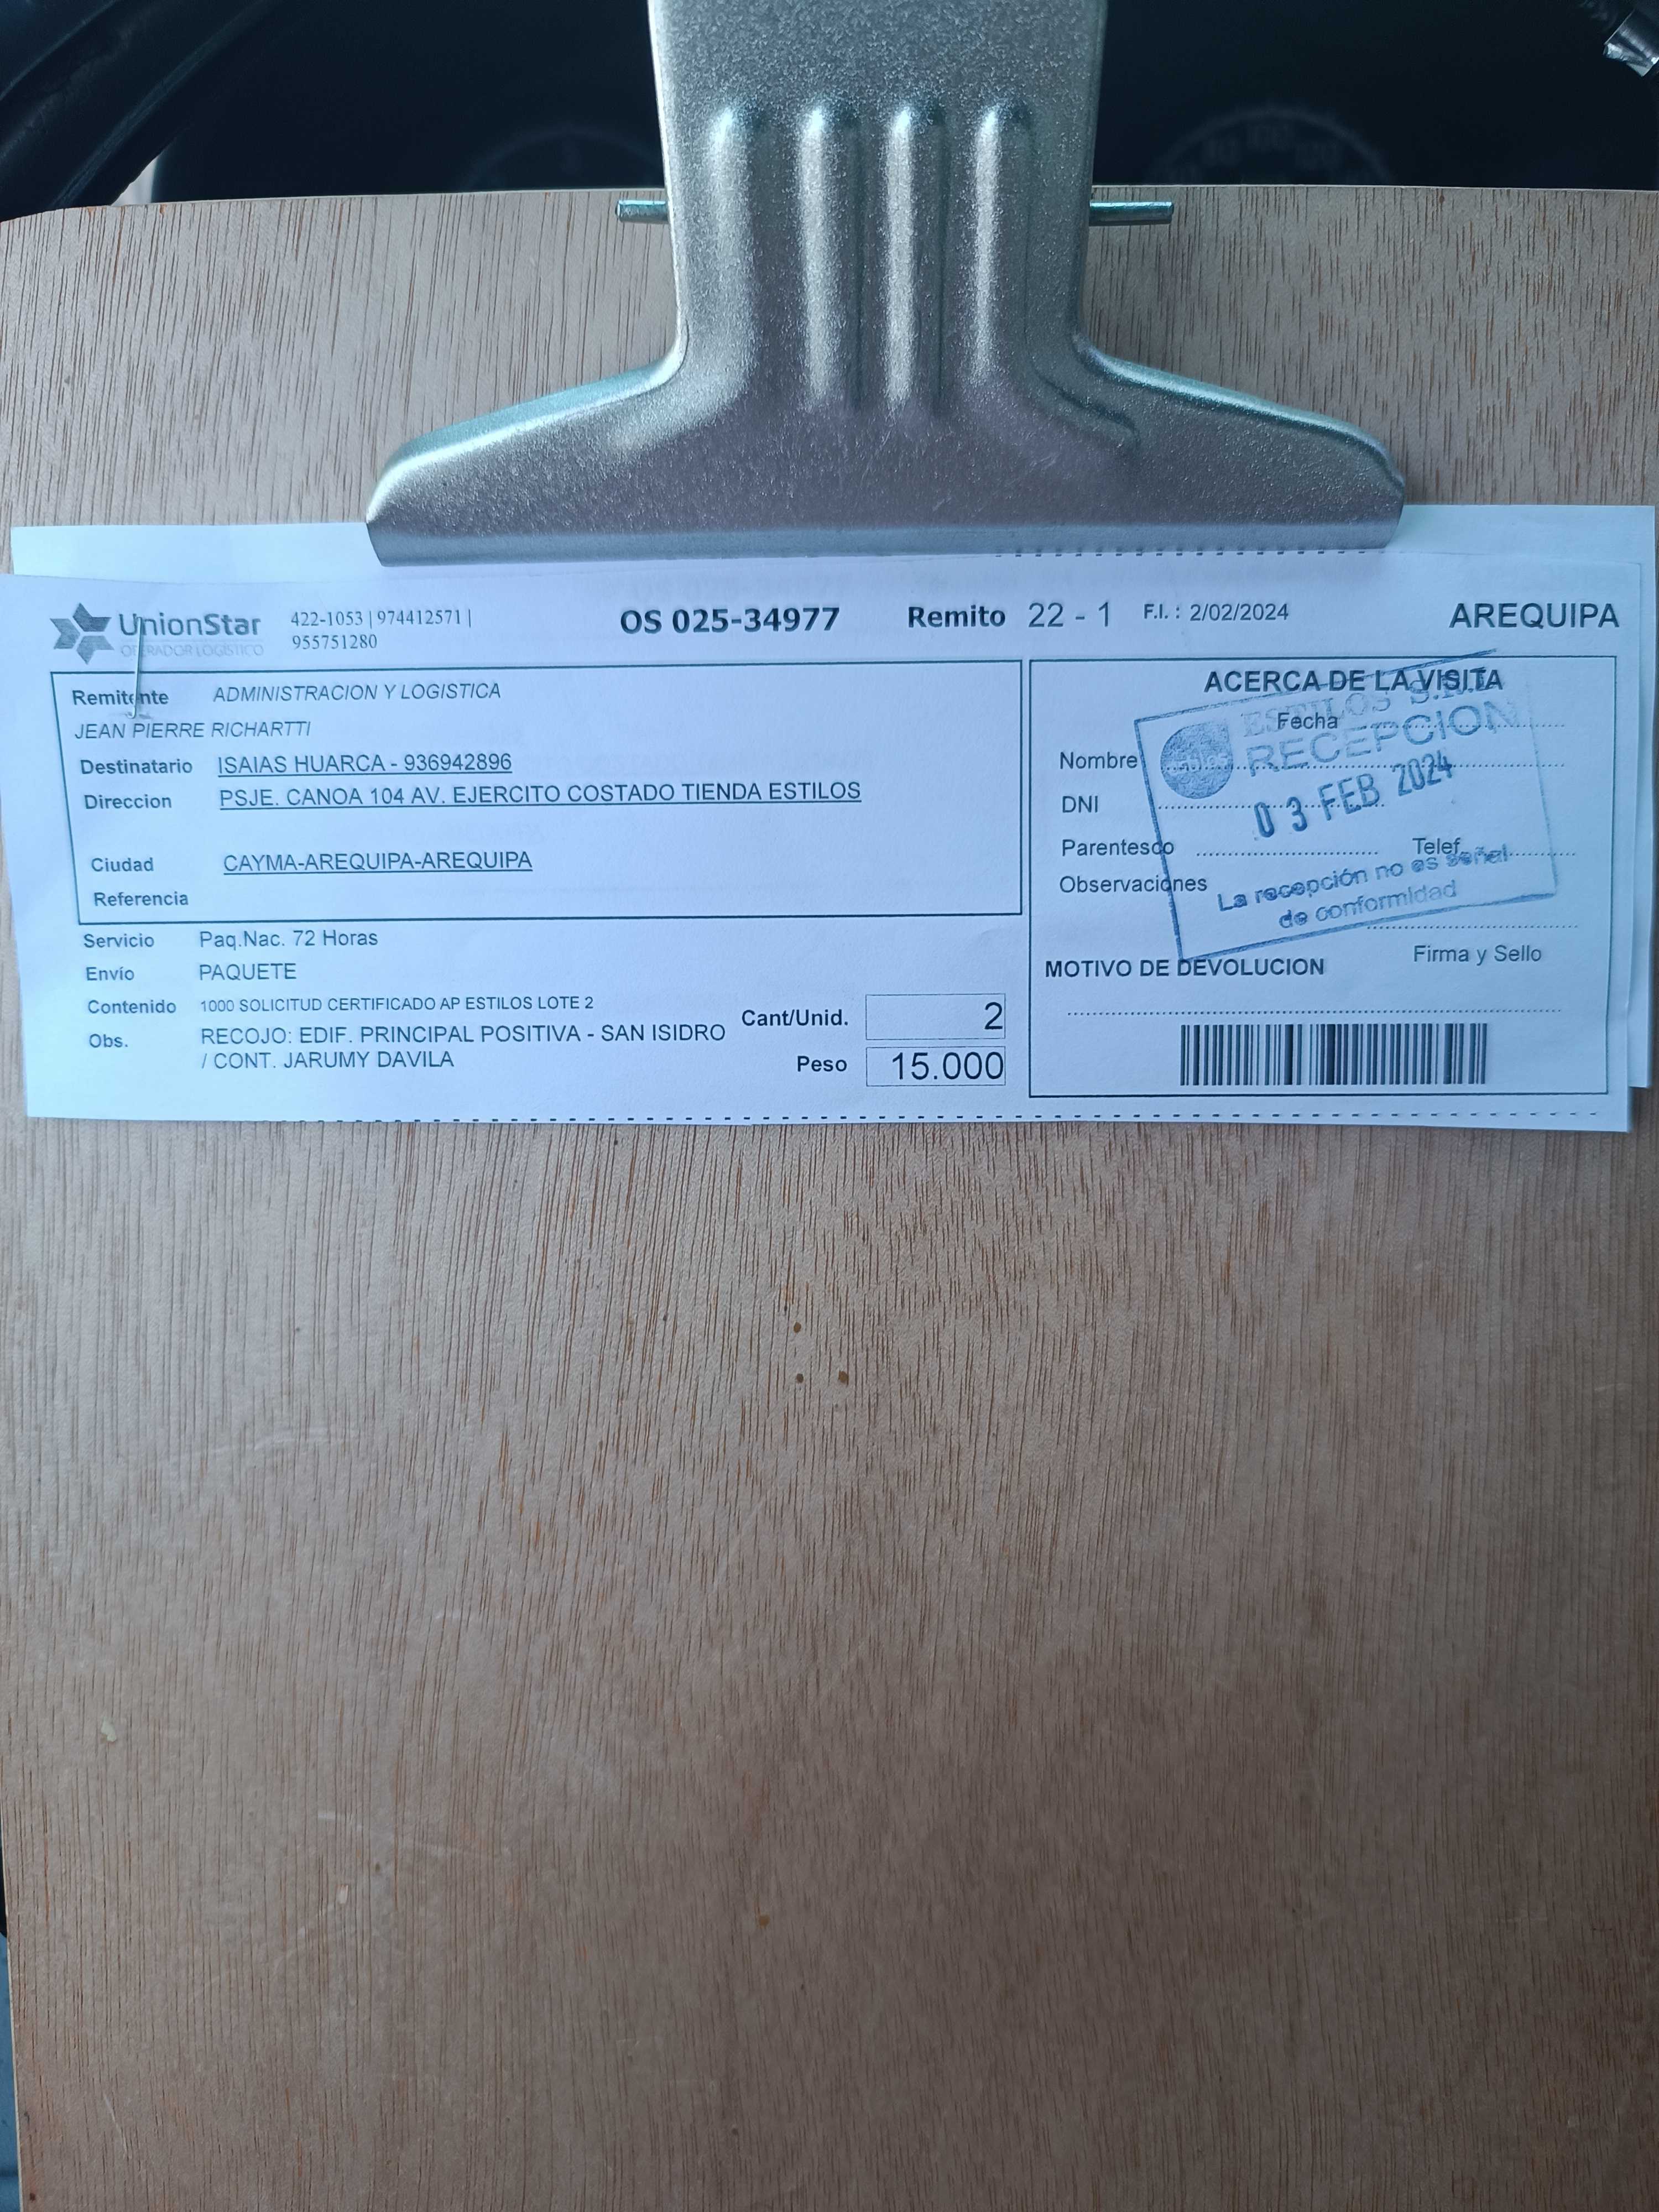 UnionStar
OPERADOR LOGISTICO
422-1053 | 974412571 |
955751280
OS 025-34977
Remito 22 - 1
F.I. : 2/02/2024
AREQUIPA
Remitente ADMINISTRACION Y LOGISTICA
JEAN PIERRE RICHARTTI
Destinatario ISAIAS HUARCA - 936942896
Direccion PSJE. CANOA 104 AV. EJERCITO COSTADO TIENDA ESTILOS
Ciudad CAYMA-AREQUIPA-AREQUIPA
Referencia
Servicio Paq.Nac. 72 Horas
Envío PAQUETE
Contenido 1000 SOLICITUD CERTIFICADO AP ESTILOS LOTE 2
Obs. RECOJO: EDIF. PRINCIPAL POSITIVA - SAN ISIDRO
/ CONT. JARUMY DAVILA
Cant/Unid. 2
Peso 15.000
ACERCA DE LA VISITA
Fecha
Nombre
DNI
Parentesco Telef
Observaciones
Firma y Sello
MOTIVO DE DEVOLUCION
ESTILOS S.R.L
RECEPCION
03 FEB 2024
La recepción no es señal
de conformidad